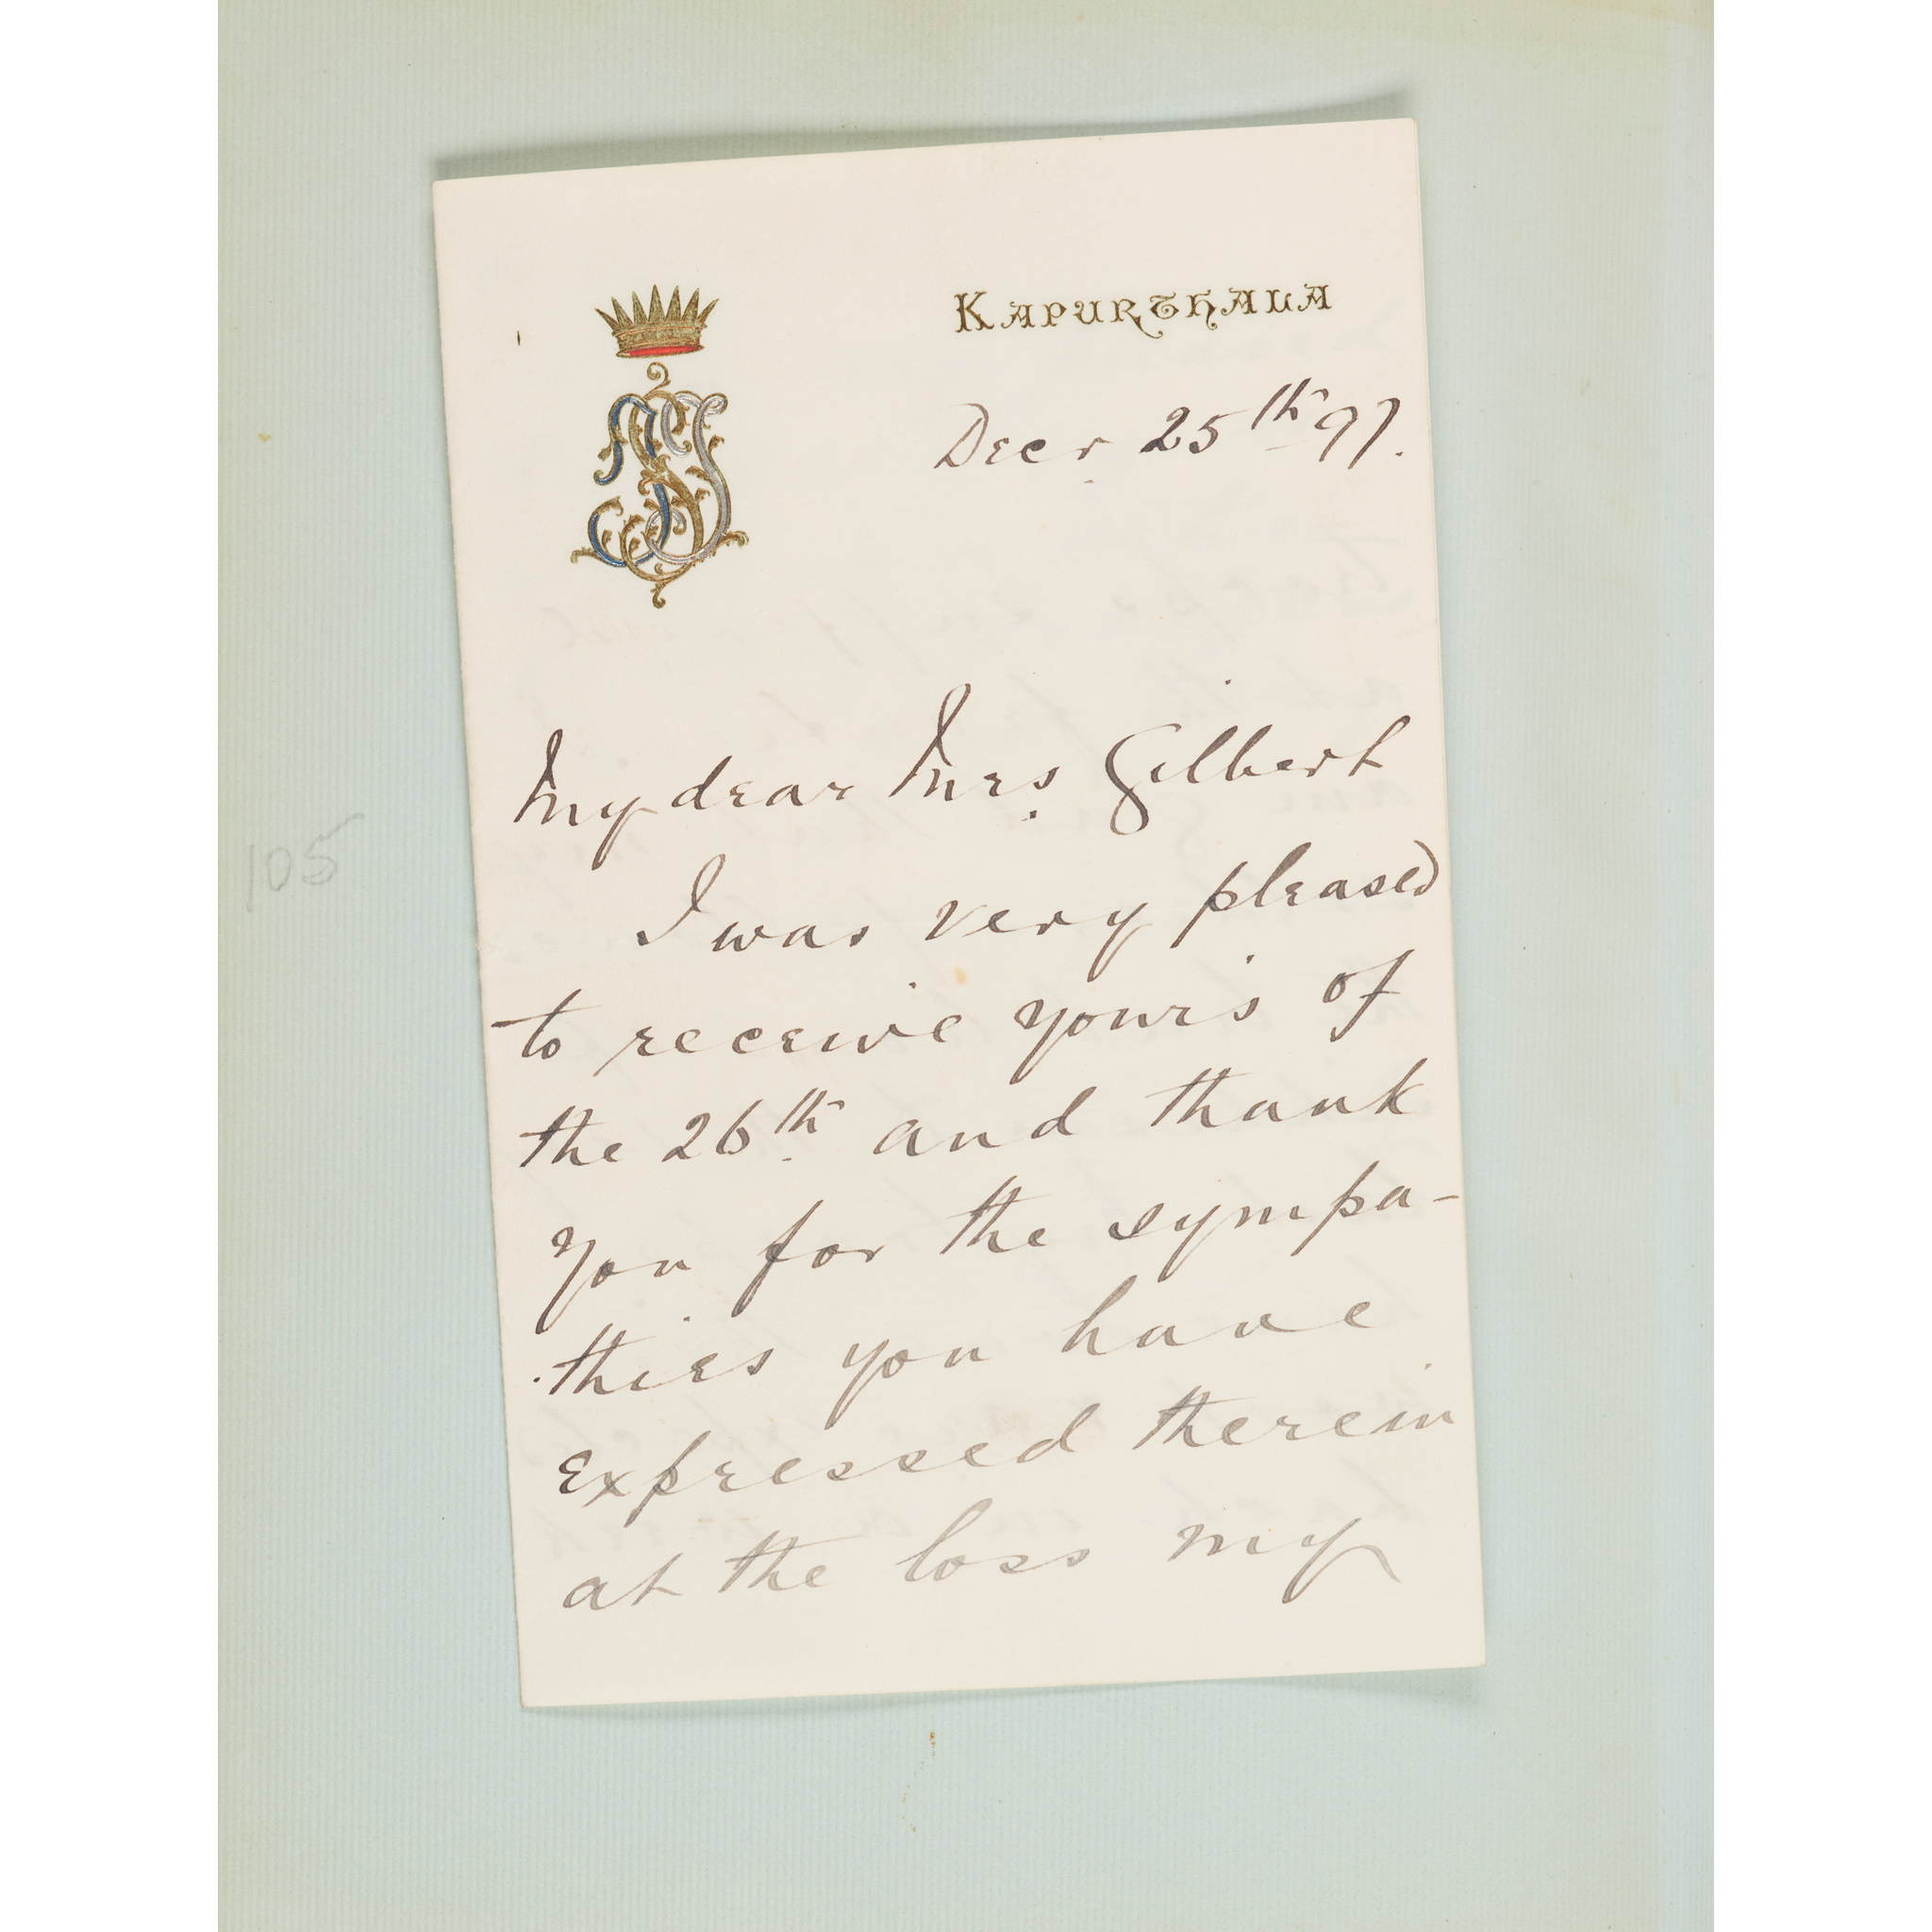 KAPURTHALA
Decr 25th 97.
My dear Mrs. Gilbert
I was very pleased
to receive yours of
the 26th and thank
you for the sympa-
thies you have
expressed therein
at the loss my
105